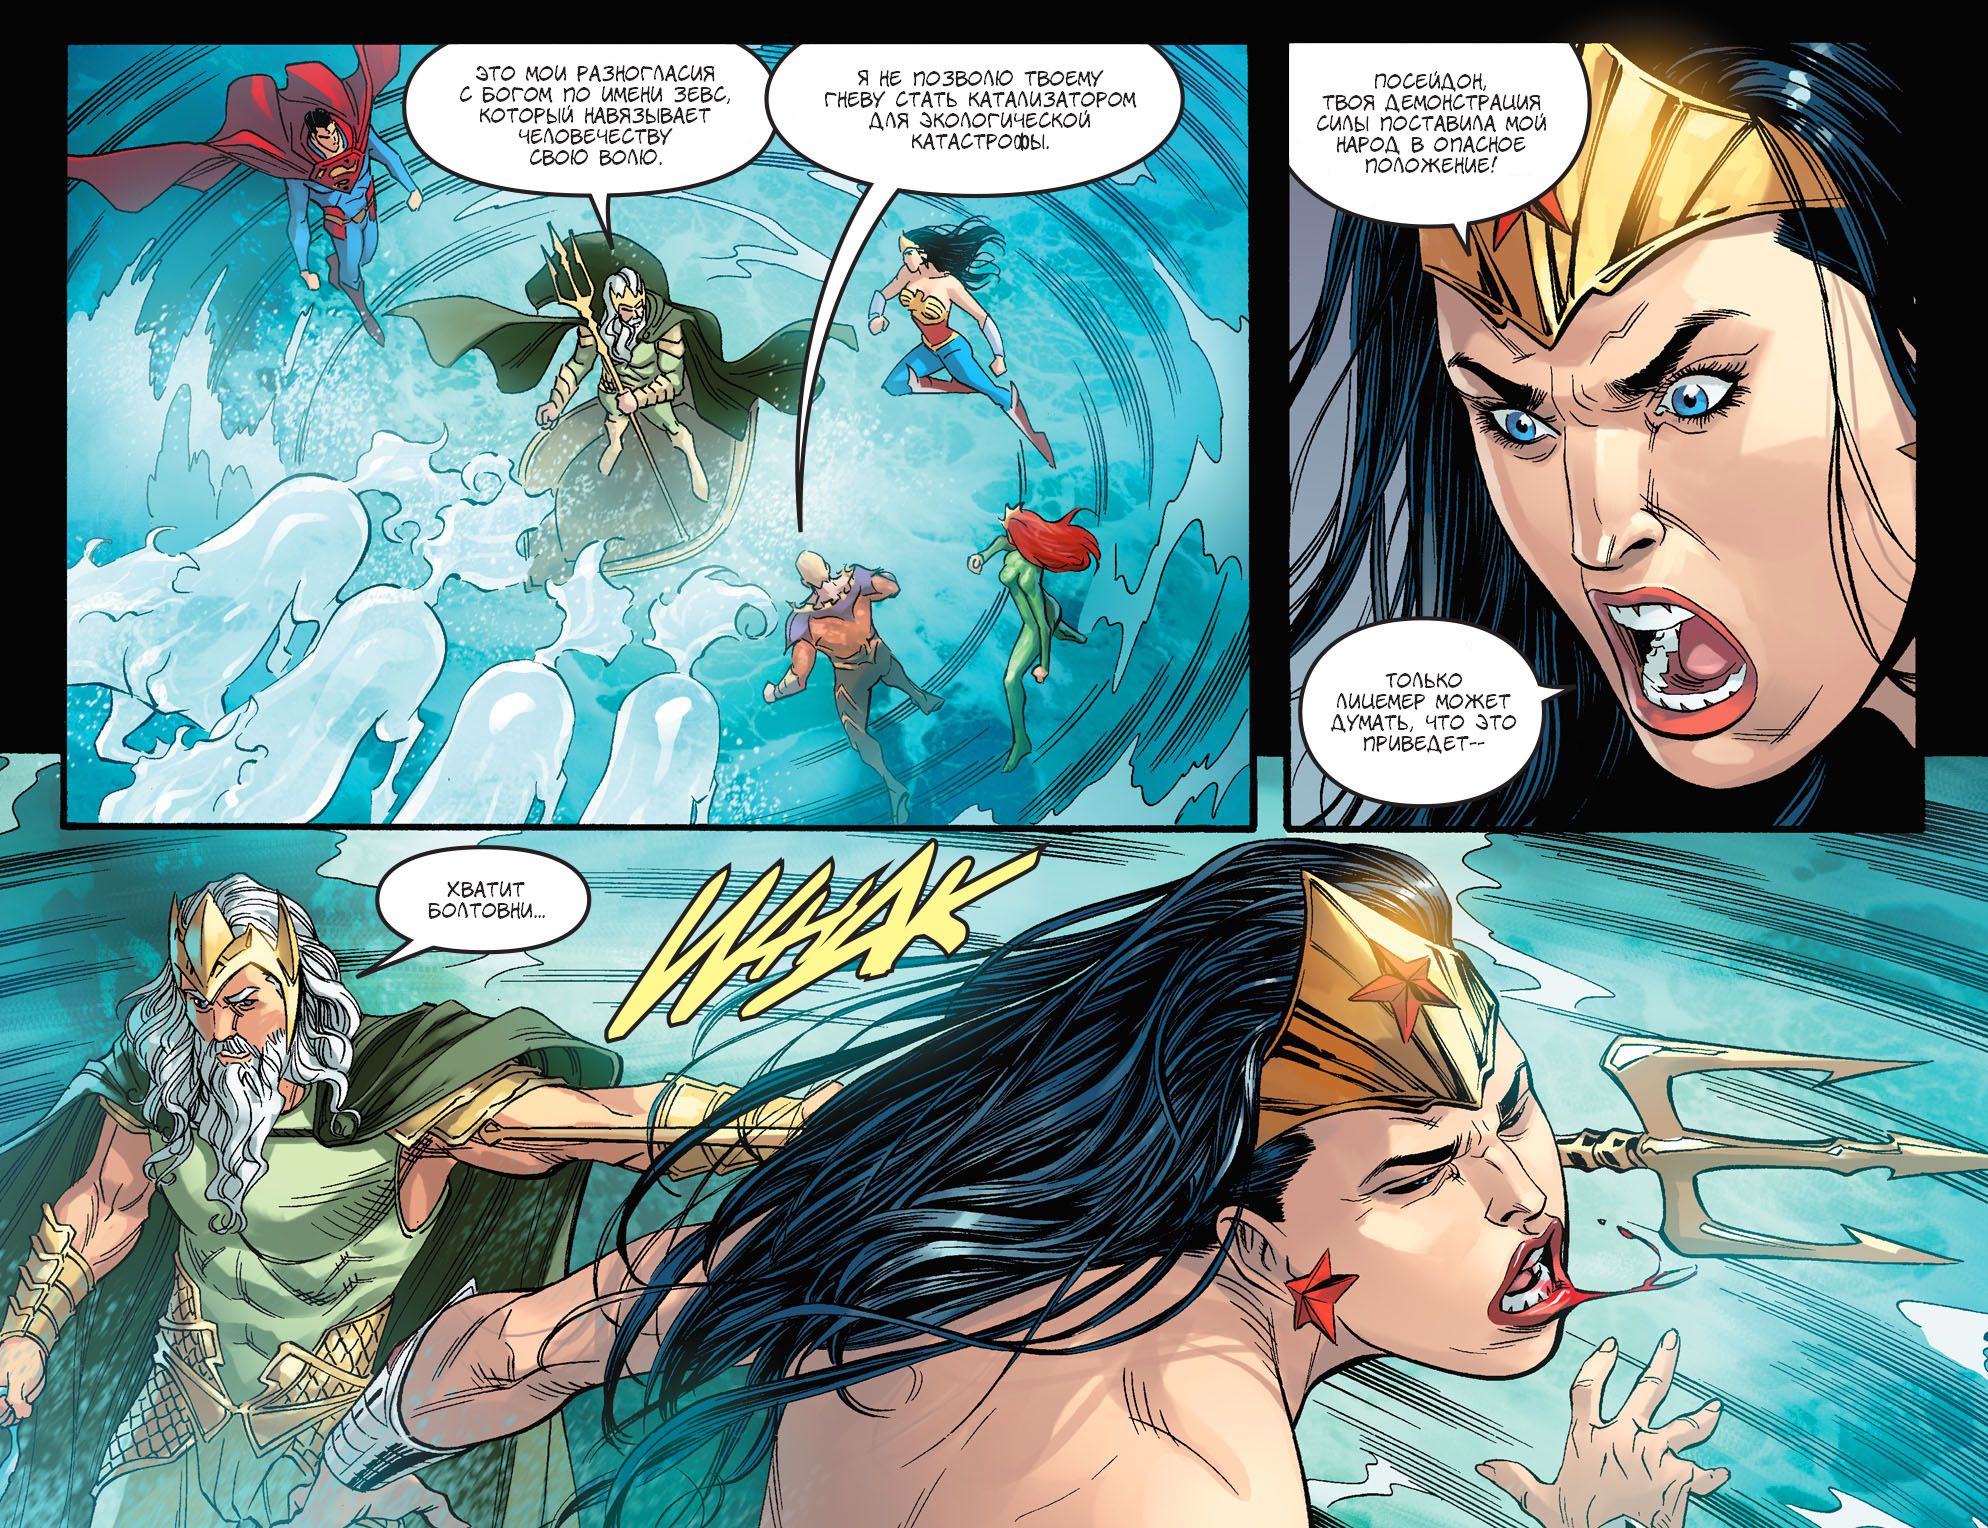 ЭТО МОИ РАЗНОГЛАСИЯ
С БОГОМ ПО ИМЕНИ ЗЕВС,
КОТОРЫЙ НАВЯЗЫВАЕТ
ЧЕЛОВЕЧЕСТВУ
СВОЮ ВОЛЮ.
Я НЕ ПОЗВОЛЮ ТВОЕМУ
ГНЕВУ СТАТЬ КАТАЛИЗАТОРОМ
ДЛЯ ЭКОЛОГИЧЕСКОЙ
КАТАСТРОФЫ.
ПОСЕЙДОН,
ТВОЯ ДЕМОНСТРАЦИЯ
СИЛЫ ПОСТАВИЛА МОЙ
НАРОД В ОПАСНОЕ
ПОЛОЖЕНИЕ!
ТОЛЬКО
ЛИЦЕМЕР МОЖЕТ
ДУМАТЬ, ЧТО ЭТО
ПРИВЕДЕТ--
ХВАТИТ
БОЛТОВНИ...
WHAK